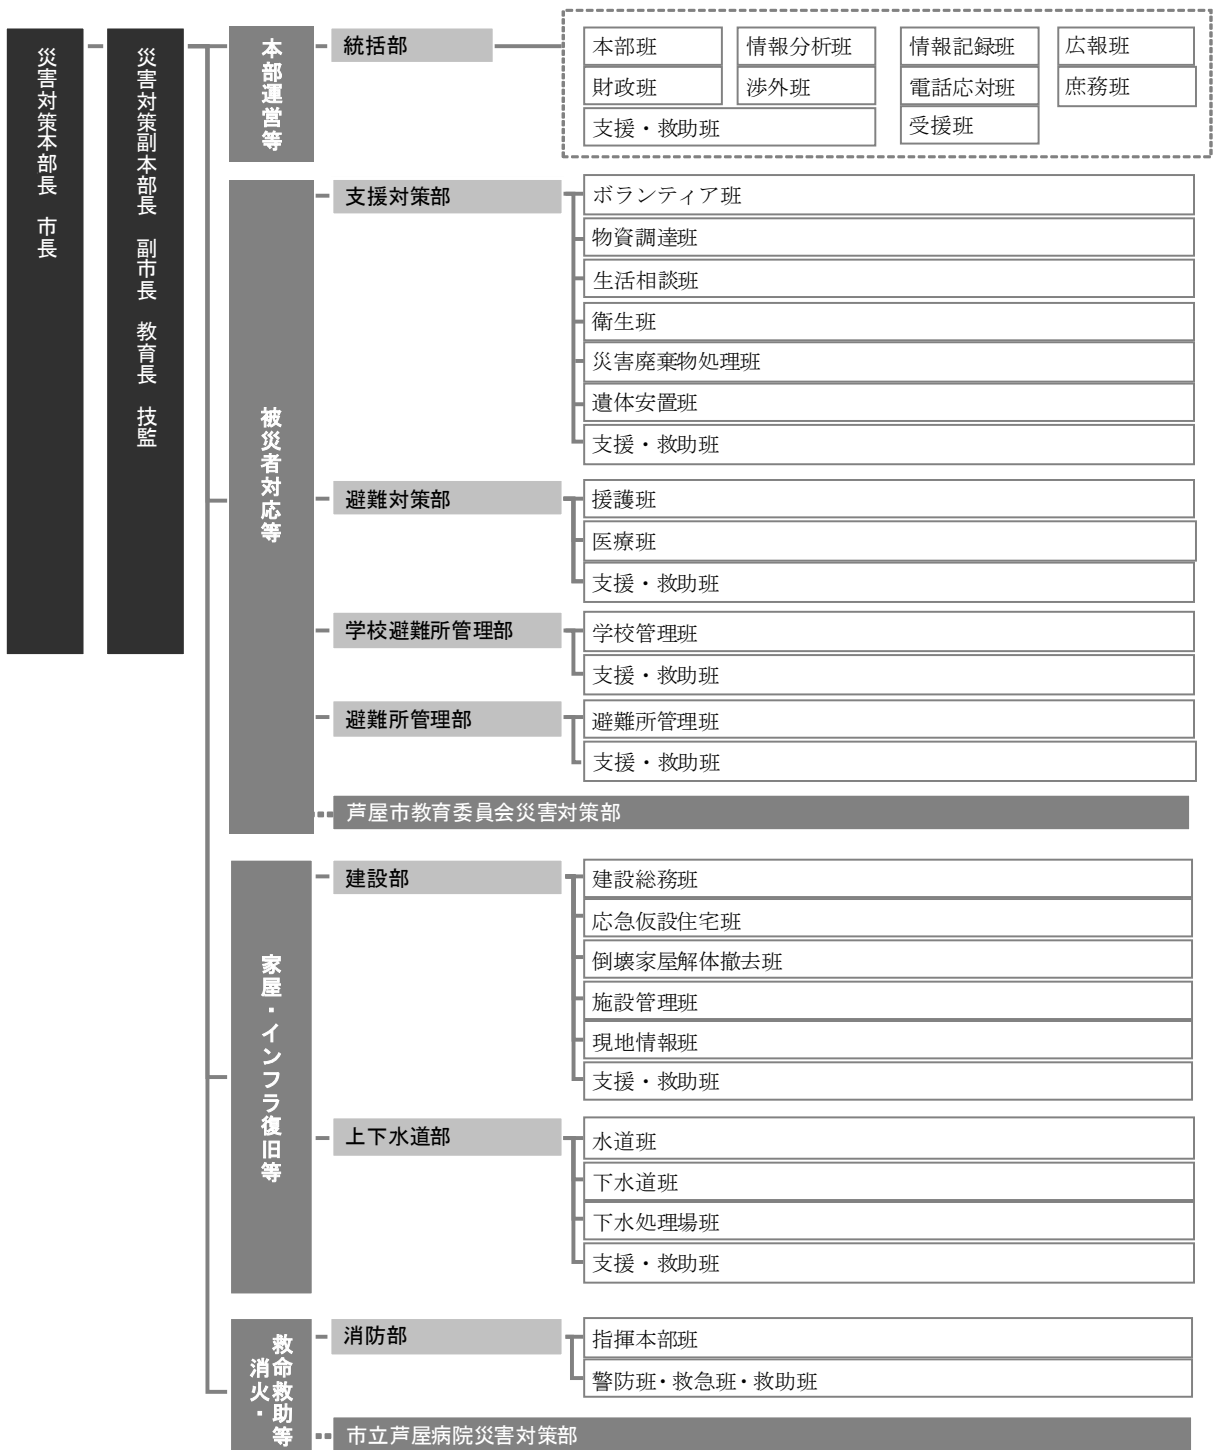 災害対策本部長　市長
災害対策副本部長　副市長　教育長　技監
本部運営等
統括部
本部班
情報分析班
情報記録班
広報班
財政班
渉外班
電話応対班
庶務班
支援・救助班
受援班
被災者対応等
支援対策部
ボランティア班
物資調達班
生活相談班
衛生班
災害廃棄物処理班
遺体安置班
支援・救助班
避難対策部
援護班
医療班
支援・救助班
学校避難所管理部
学校管理班
支援・救助班
避難所管理部
避難所管理班
支援・救助班
芦屋市教育委員会災害対策部
家屋・インフラ復旧等
建設部
建設総務班
応急仮設住宅班
倒壊家屋解体撤去班
施設管理班
現地情報班
支援・救助班
上下水道部
水道班
下水道班
下水処理場班
支援・救助班
救命救助等
消火・
消防部
指揮本部班
警防班・救急班・救助班
市立芦屋病院災害対策部